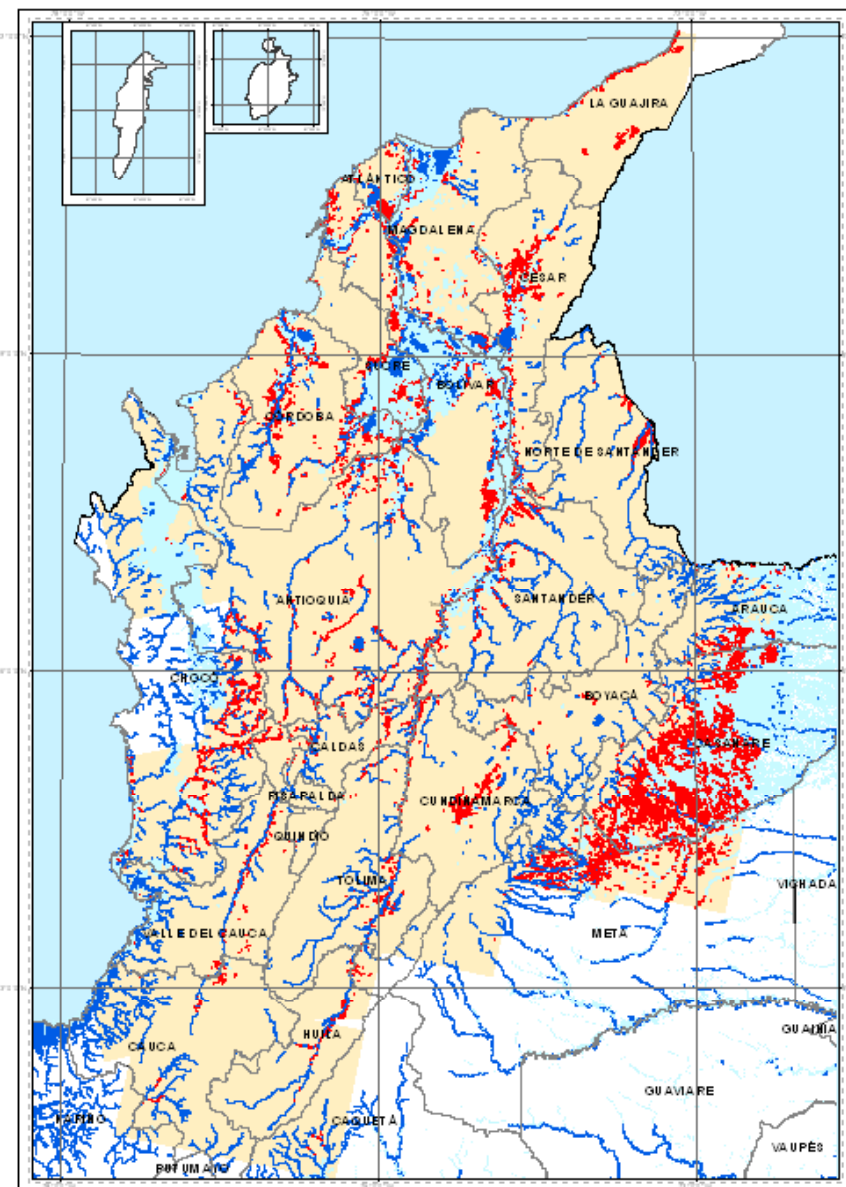 LA GUAJIRA
ATLÁNTICO
MAGDALENA
CESAR
SUCRE
BOLÍVAR
CÓRDOBA
NORTE DE SANTANDER
ANTIOQUIA
SANTANDER
ARAUCA
CHOCÓ
BOYACÁ
CASANARE
CALDAS
RISARALDA
CUNDINAMARCA
QUINDÍO
TOLIMA
VICHADA
VALLE DEL CAUCA
META
GUAINÍA
HUILA
CAUCA
GUAVIARE
NARIÑO
CAQUETÁ
VAUPÉS
PUTUMAYO